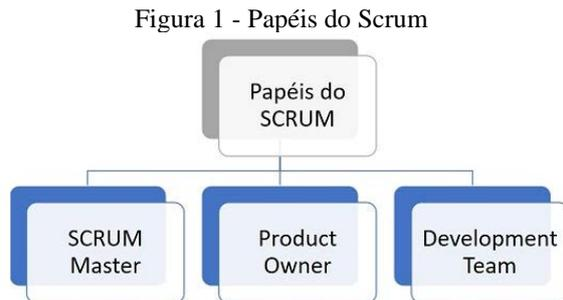 Figura 1 - Papéis do Scrum
Papéis do
SCRUM
SCRUM
Master
Product
Owner
Development
Team